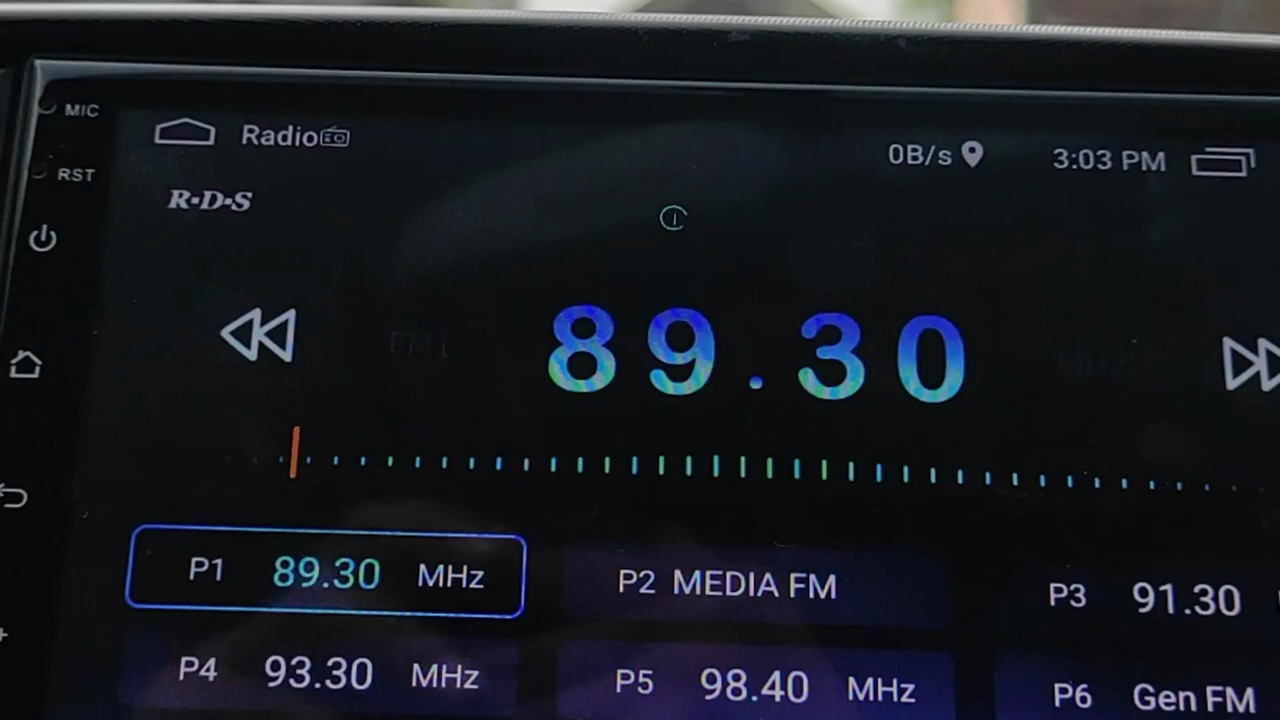 MIC
Radio
0B/s
3:03 PM
RST
R·D·S
FM1
89.30
MHz
P1 89.30 MHz
P2 MEDIA FM
P3 91.30
P4 93.30 MHz
P5 98.40 MHz
P6 Gen FM